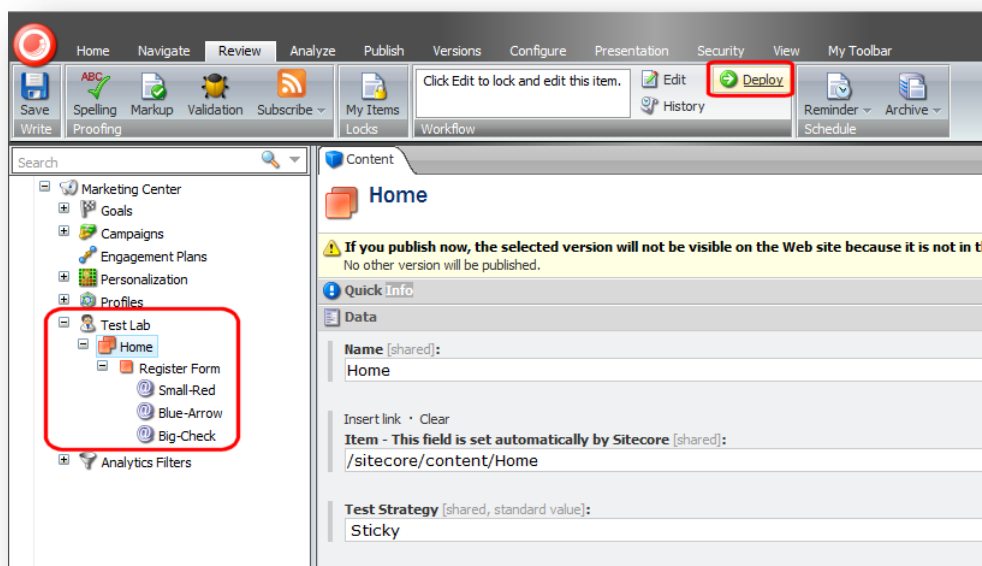 Home Navigate Review Analyze Publish Versions Configure Presentation Security View My Toolbar
ABC
Click Edit to lock and edit this item. Edit Deploy
Save Spelling Markup Validation Subscribe My Items History Reminder Archive
Write Proofing Locks Workflow Schedule
Search
Marketing Center
Goals
Campaigns
Engagement Plans
Personalization
Profiles
Test Lab
Home
Register Form
Small-Red
Blue-Arrow
Big-Check
Analytics Filters
Content
Home
If you publish now, the selected version will not be visible on the Web site because it is not in
No other version will be published.
Quick Info
Data
Name [shared]:
Home
Insert link · Clear
Item - This field is set automatically by Sitecore [shared]:
/sitecore/content/Home
Test Strategy [shared, standard value]:
Sticky